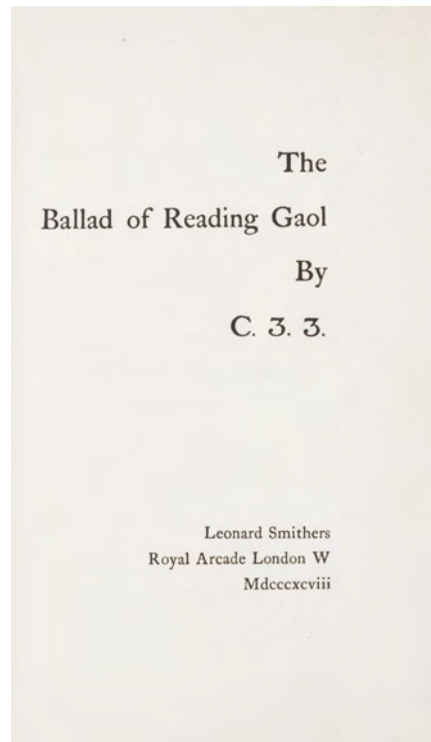 The
Ballad of Reading Gaol
By
C. 3. 3.
Leonard Smithers
Royal Arcade London W
Mdcccxcviii